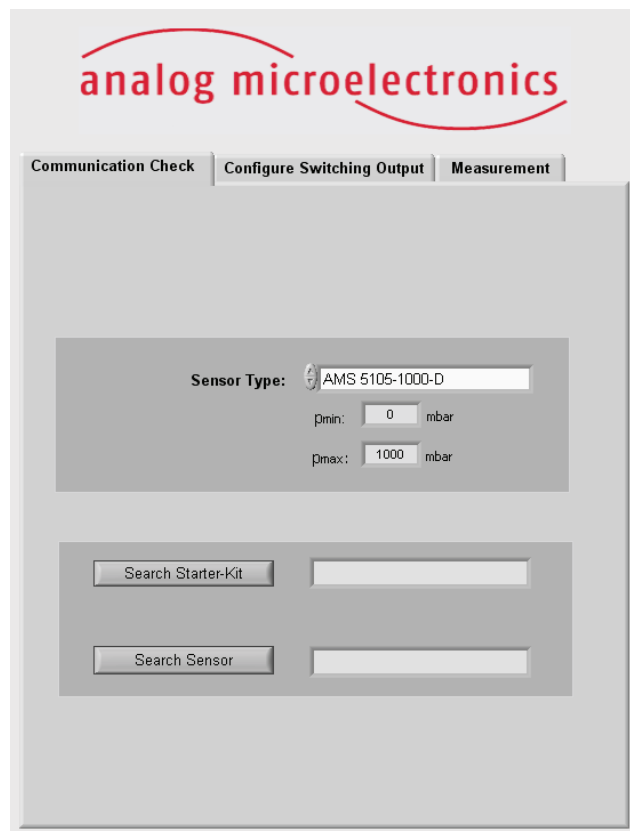 analog microelectronics
Communication Check Configure Switching Output Measurement
Sensor Type: AMS 5105-1000-D
pmin: 0 mbar
pmax: 1000 mbar
Search Starter-Kit
Search Sensor